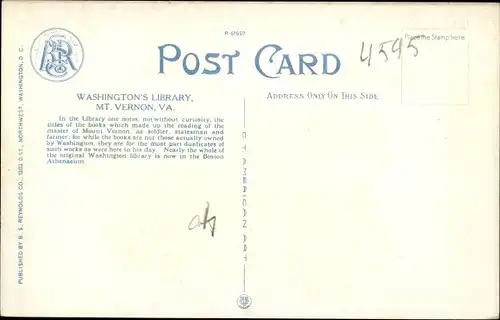 R-61557
POST CARD
4595
Place the Stamp here
WASHINGTON'S LIBRARY,
MT. VERNON, VA.
ADDRESS ONLY ON THIS SIDE
In the Library one notes, not without curiosity, the
titles of the books which made up the reading of the
master of Mount Vernon, as soldier, statesman and
farmer; for while the books are not those actually owned
by Washington, they are for the most part duplicates of
such works as were here in his day. Nearly the whole of
the original Washington library is now in the Boston
Athenaeum.
PUBLISHED BY B. S. REYNOLDS CO., 1202 D ST., NORTHWEST, WASHINGTON, D. C.